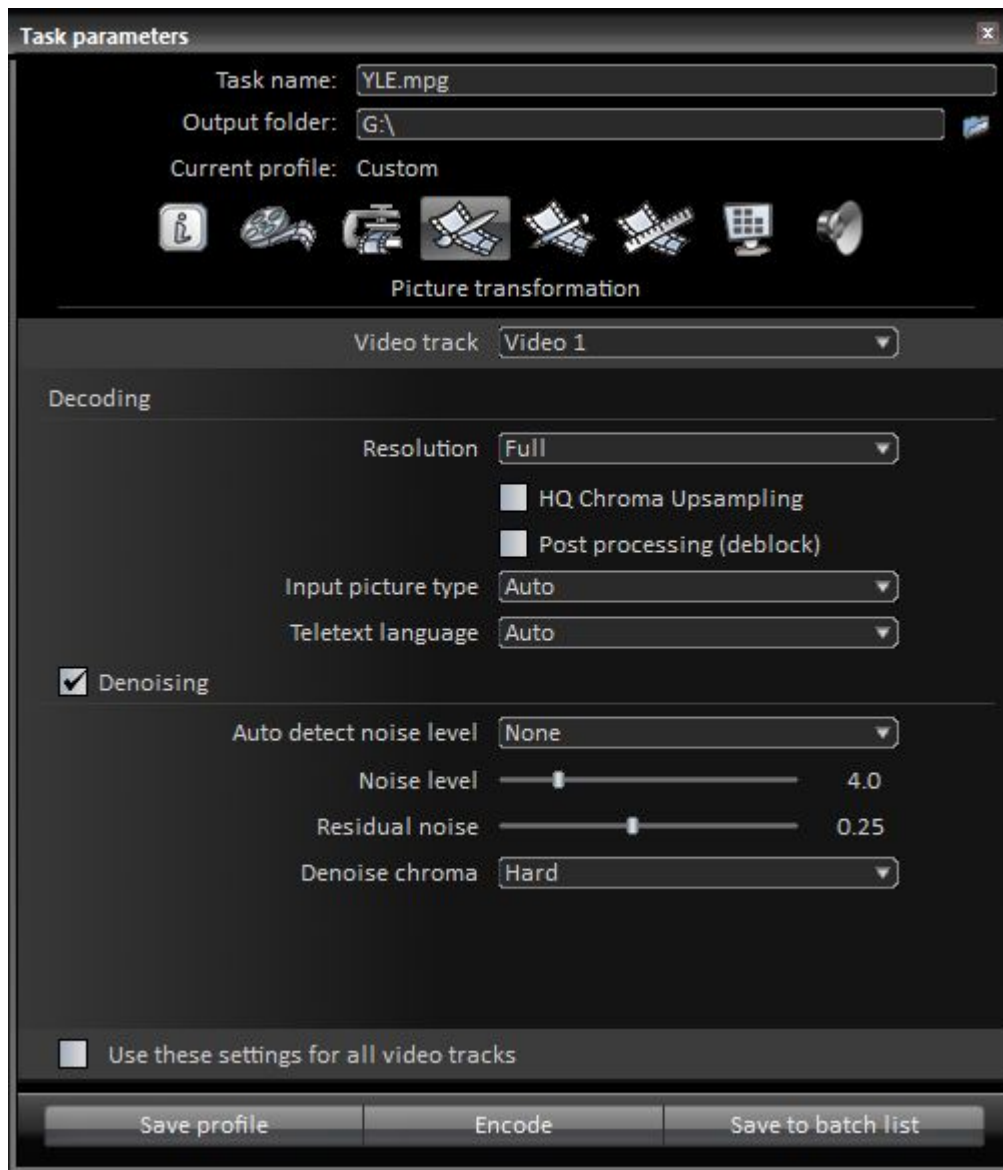 Task parameters
Task name: YLE.mpg
Output folder: G:\
Current profile: Custom
Picture transformation
Video track Video 1
Decoding
Resolution Full
HQ Chroma Upsampling
Post processing (deblock)
Input picture type Auto
Teletext language Auto
Denoising
Auto detect noise level None
Noise level 4.0
Residual noise 0.25
Denoise chroma Hard
Use these settings for all video tracks
Save profile Encode Save to batch list